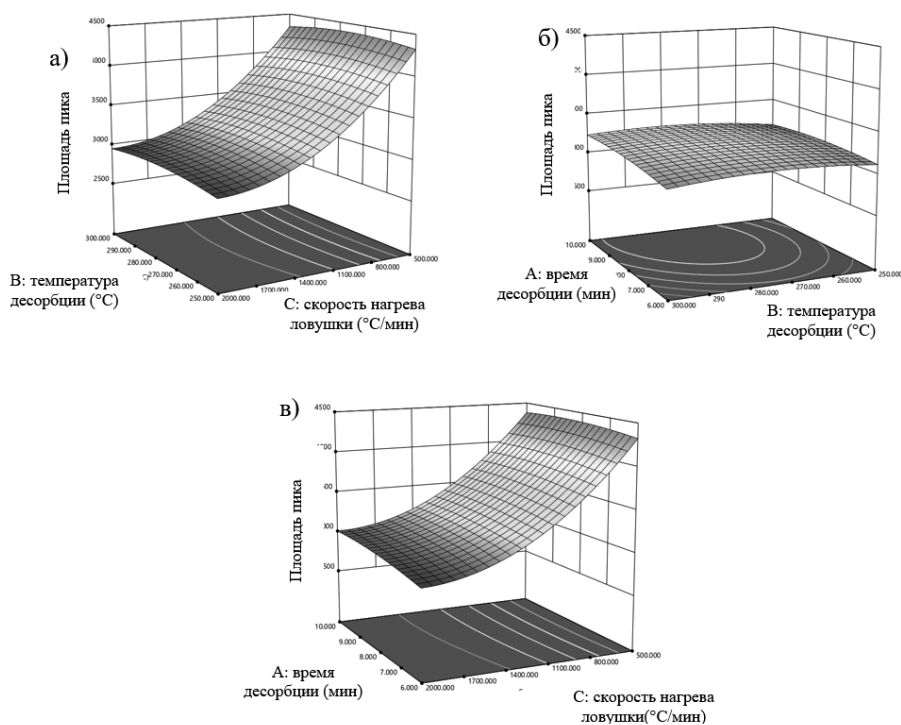 а)
Площадь пика
4500
3500
3000
2500
300.000
290.000
280.000
270.000
260.000
250.000
2000.000
1700.000
1400.000
1100.000
800.000
500.000
В: температура
десорбции (°С)
С: скорость нагрева
ловушки (°С/мин)
б)
Площадь пика
4500
10.000
9.000
7.000
6.000
300.000
290
280.000
270.000
260.000
250.000
А: время
десорбции (мин)
В: температура
десорбции (°С)
в)
Площадь пика
4500
10.000
9.000
8.000
7.000
6.000
2000.000
1700.000
1400.000
1100.000
800.000
500.000
А: время
десорбции (мин)
С: скорость нагрева
ловушки(°С/мин)